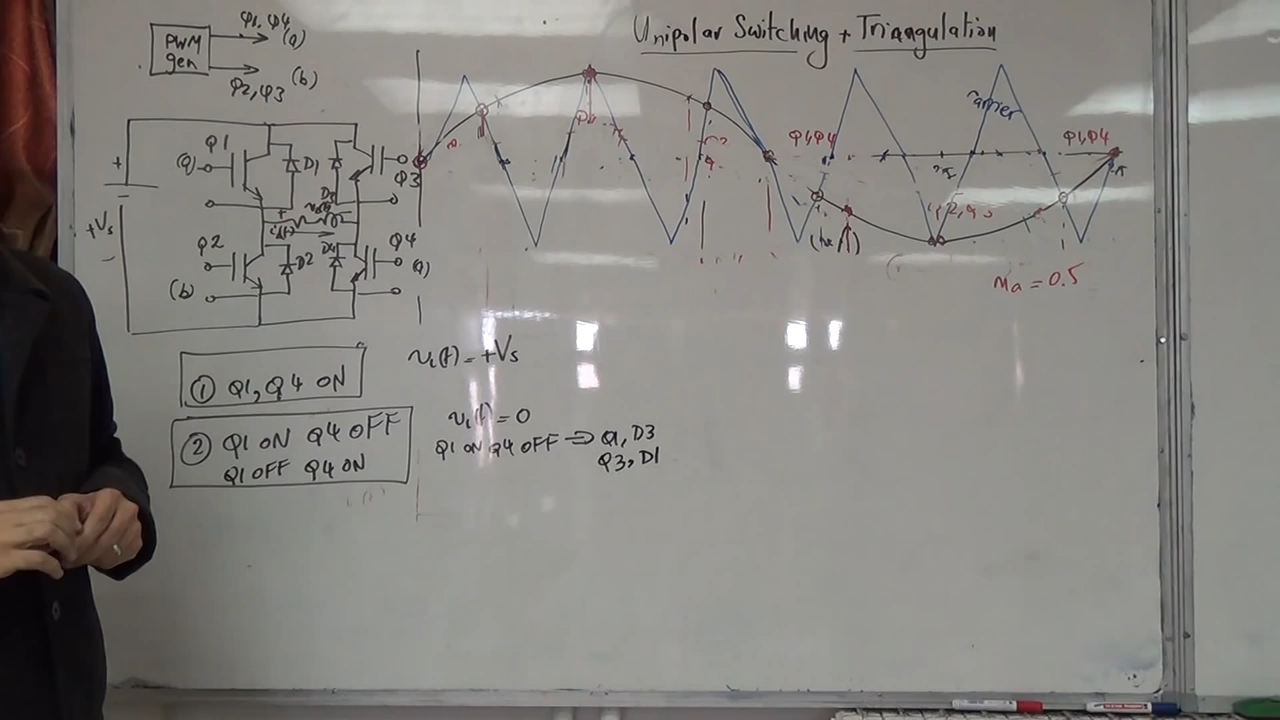 Unipolar Switching + Triangulation
Q1, Q4
(a)
PWM
gen
(b)
Q2, Q3
carrier
Q1
D1
Q3
(a)
+
+Vs
-
Q2
D2
Q4
(a)
(b)
Q1,Q4
Q1,Q4
π
Ma = 0.5
① Q1, Q4 ON
vL(t) = +Vs
② Q1 ON Q4 OFF
Q1 OFF Q4 ON
vL(t) = 0
Q1 ON Q4 OFF ⇒ Q1, D3
Q3, D1